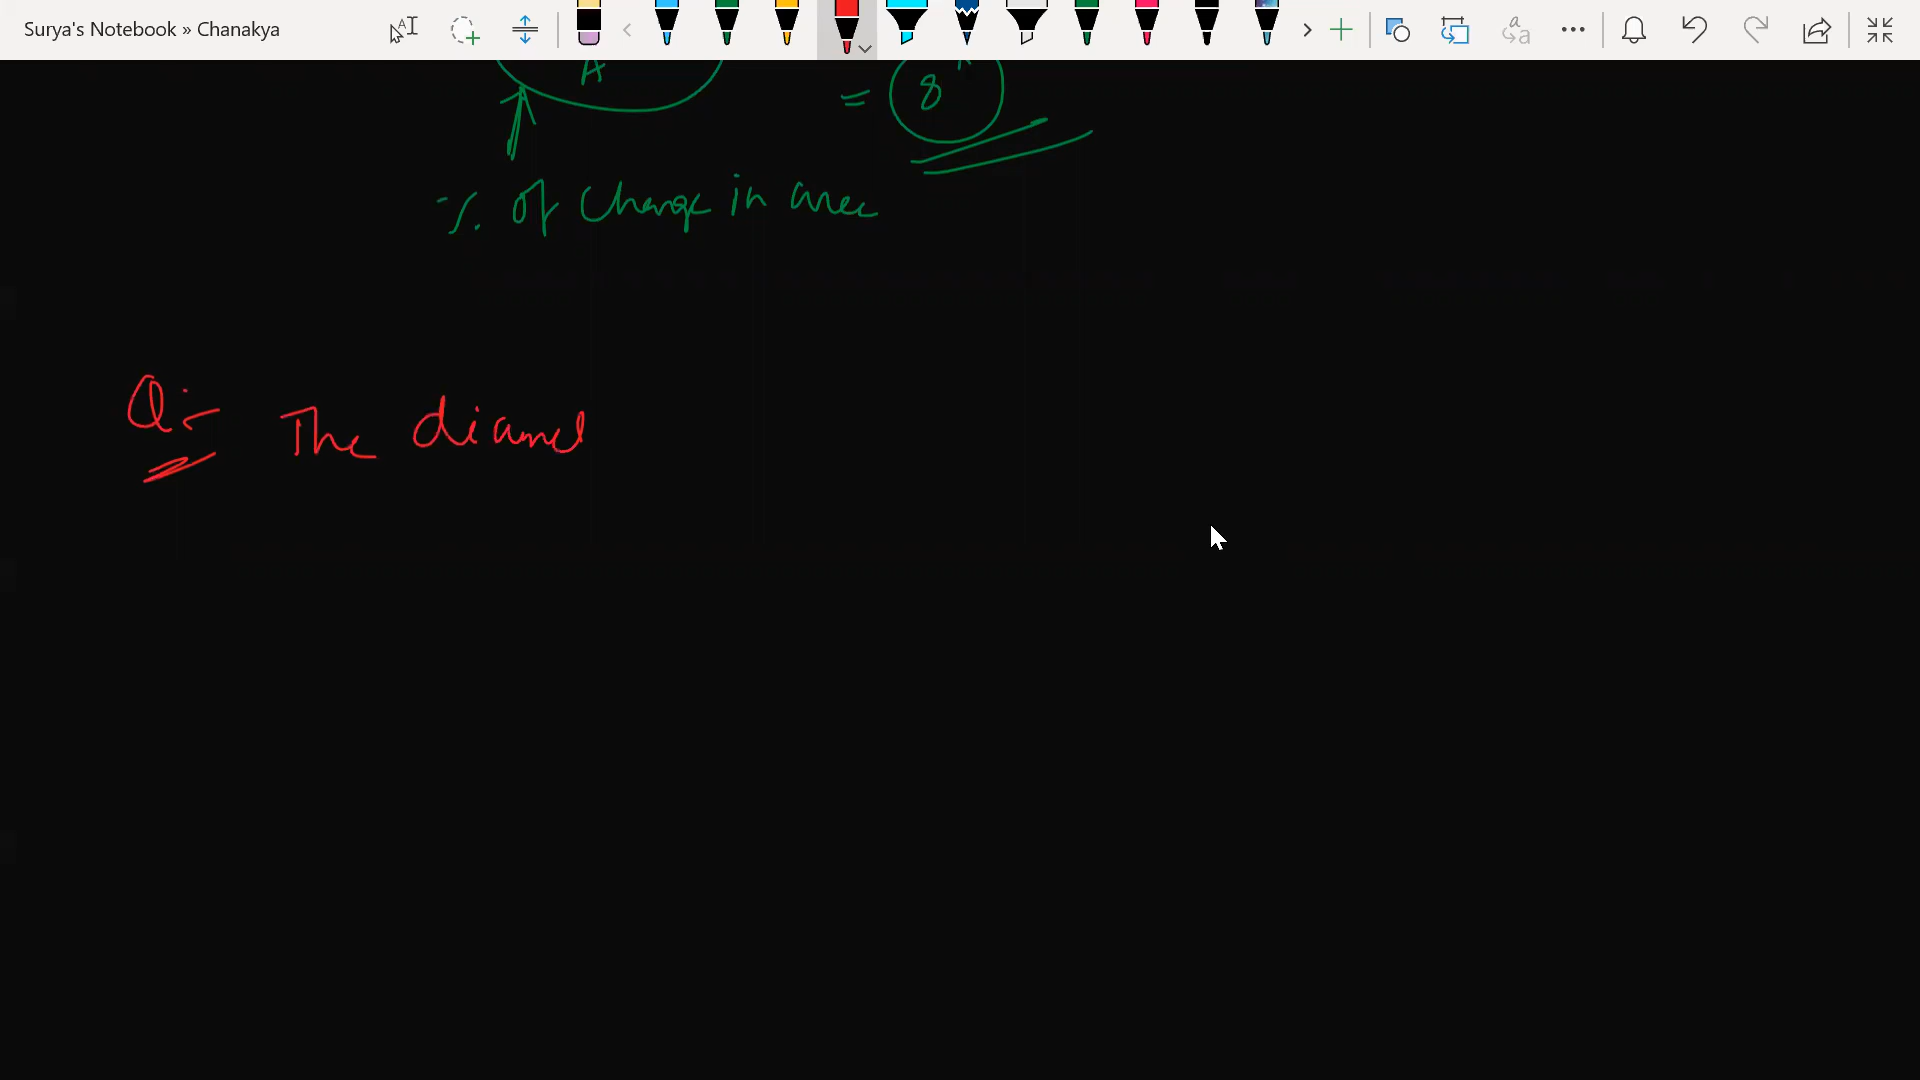 Surya's Notebook » Chanakya
A
= 8
% of change in area
Q:- The diamet